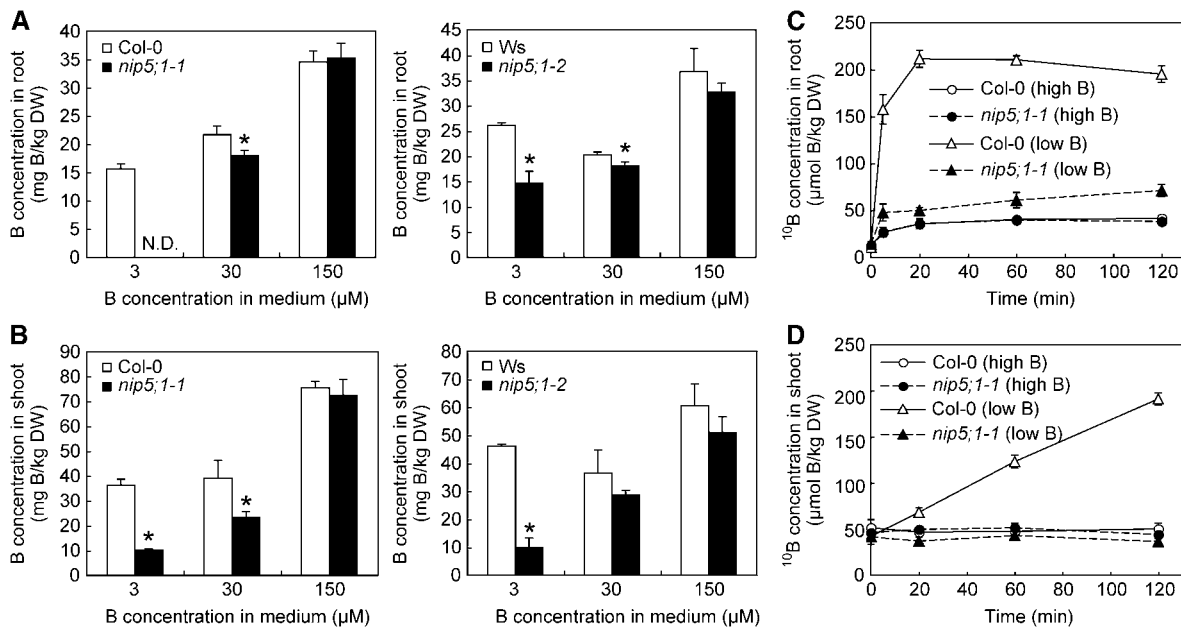 A
B concentration in root
(mg B/kg DW)
40
35
30
25
20
15
10
5
0
Col-0
nip5;1-1
*
N.D.
3
30
150
B concentration in medium (µM)
B concentration in root
(mg B/kg DW)
45
40
35
30
25
20
15
10
5
0
Ws
nip5;1-2
*
*
3
30
150
B concentration in medium (µM)
C
¹⁰B concentration in root
(µmol B/kg DW)
250
200
150
100
50
0
Col-0 (high B)
nip5;1-1 (high B)
Col-0 (low B)
nip5;1-1 (low B)
0
20
40
60
80
100
120
Time (min)
B
B concentration in shoot
(mg B/kg DW)
90
80
70
60
50
40
30
20
10
0
Col-0
nip5;1-1
*
*
3
30
150
B concentration in medium (µM)
B concentration in shoot
(mg B/kg DW)
80
70
60
50
40
30
20
10
0
Ws
nip5;1-2
*
3
30
150
B concentration in medium (µM)
D
¹⁰B concentration in shoot
(µmol B/kg DW)
250
200
150
100
50
0
Col-0 (high B)
nip5;1-1 (high B)
Col-0 (low B)
nip5;1-1 (low B)
0
20
40
60
80
100
120
Time (min)